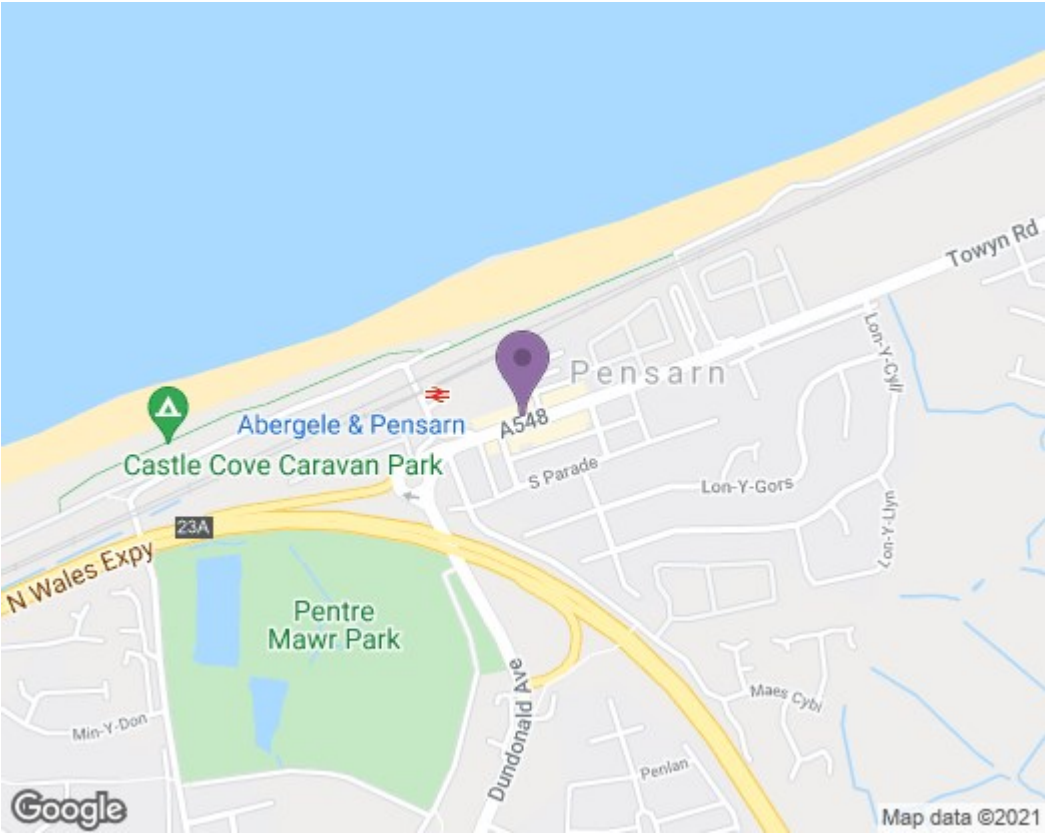 Towyn Rd
Lon-Y-Cyll
Pensarn
A548
Abergele & Pensarn
Castle Cove Caravan Park
S Parade
Lon-Y-Gors
Lon-Y-Llyn
23A
N Wales Expy
Pentre
Mawr Park
Dundonald Ave
Maes Cybi
Min-Y-Don
Penlan
Google
Map data ©2021